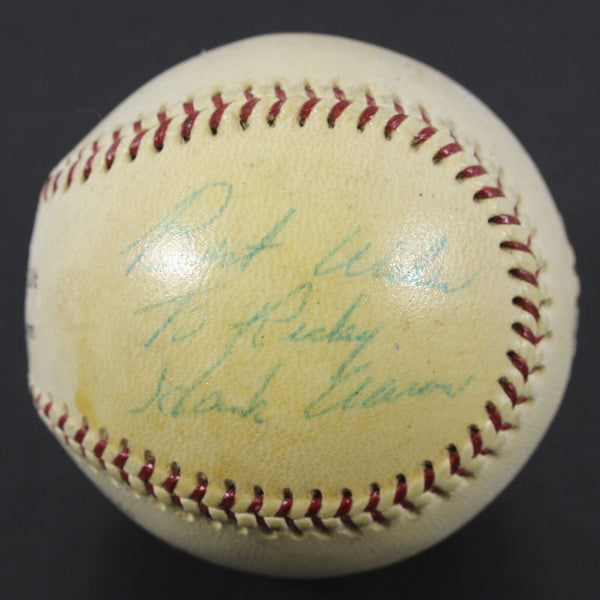 Best Wishes
To Ricky
Hank Aaron